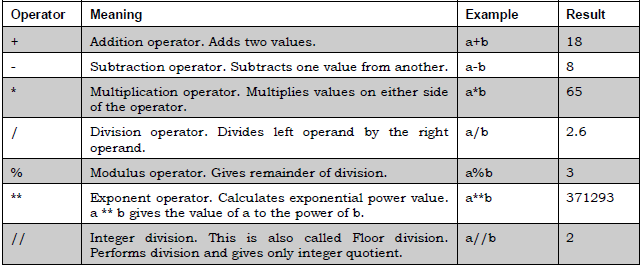 Operator Meaning Example Result
+ Addition operator. Adds two values. a+b 18
- Subtraction operator. Subtracts one value from another. a-b 8
* Multiplication operator. Multiplies values on either side a*b 65
of the operator.
/ Division operator. Divides left operand by the right a/b 2.6
operand.
% Modulus operator. Gives remainder of division. a%b 3
** Exponent operator. Calculates exponential power value. a**b 371293
a ** b gives the value of a to the power of b.
// Integer division. This is also called Floor division. a//b 2
Performs division and gives only integer quotient.